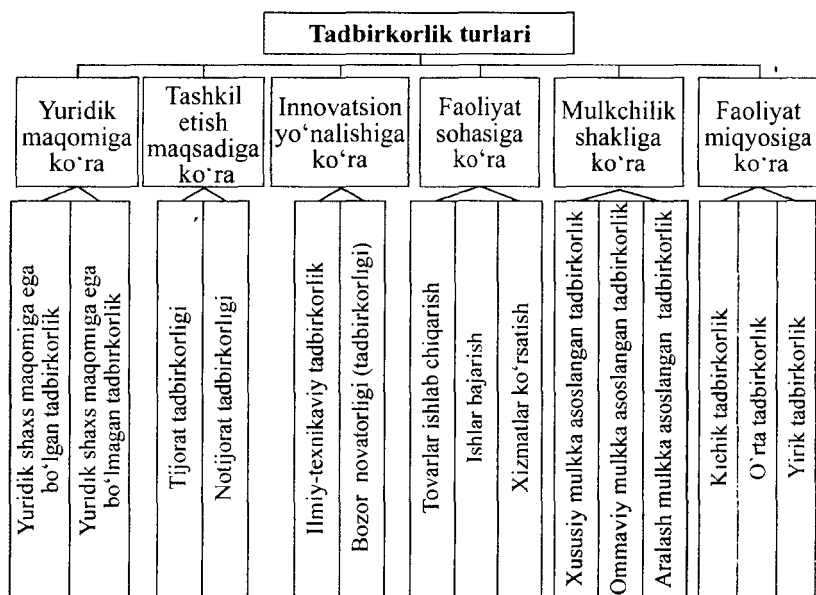 Tadbirkorlik turlari
Yuridik
maqomiga
ko‘ra
Tashkil
etish
maqsadiga
ko‘ra
Innovatsion
yo‘nalishiga
ko‘ra
Faoliyat
sohasiga
ko‘ra
Mulkchilik
shakliga
ko‘ra
Faoliyat
miqyosiga
ko‘ra
Yuridik shaxs maqomiga ega
bo‘lgan tadbirkorlik
Yuridik shaxs maqomiga ega
bo‘lmagan tadbirkorlik
Tijorat tadbirkorligi
Notijorat tadbirkorligi
Ilmiy-texnikaviy tadbirkorlik
Bozor novatorligi (tadbirkorligi)
Tovarlar ishlab chiqarish
Ishlar bajarish
Xizmatlar ko‘rsatish
Xususiy mulkka asoslangan tadbirkorlik
Ommaviy mulkka asoslangan tadbirkorlik
Aralash mulkka asoslangan tadbirkorlik
Kichik tadbirkorlik
O‘rta tadbirkorlik
Yirik tadbirkorlik